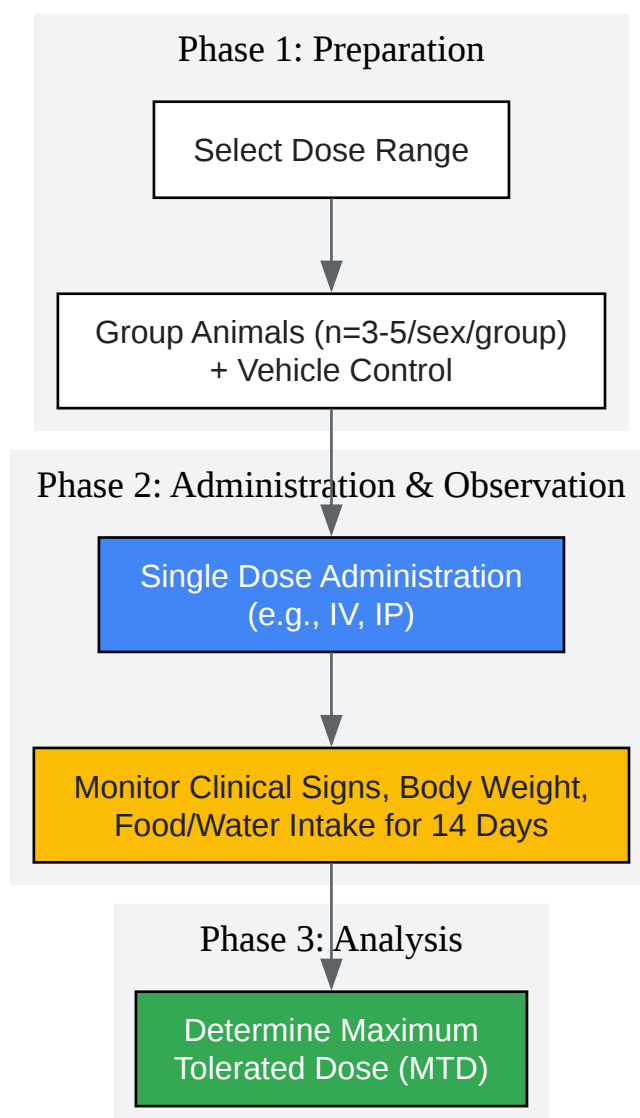 Phase 1: Preparation
Select Dose Range
Group Animals (n=3-5/sex/group)
+ Vehicle Control
Phase 2: Administration & Observation
Single Dose Administration
(e.g., IV, IP)
Monitor Clinical Signs, Body Weight,
Food/Water Intake for 14 Days
Phase 3: Analysis
Determine Maximum
Tolerated Dose (MTD)